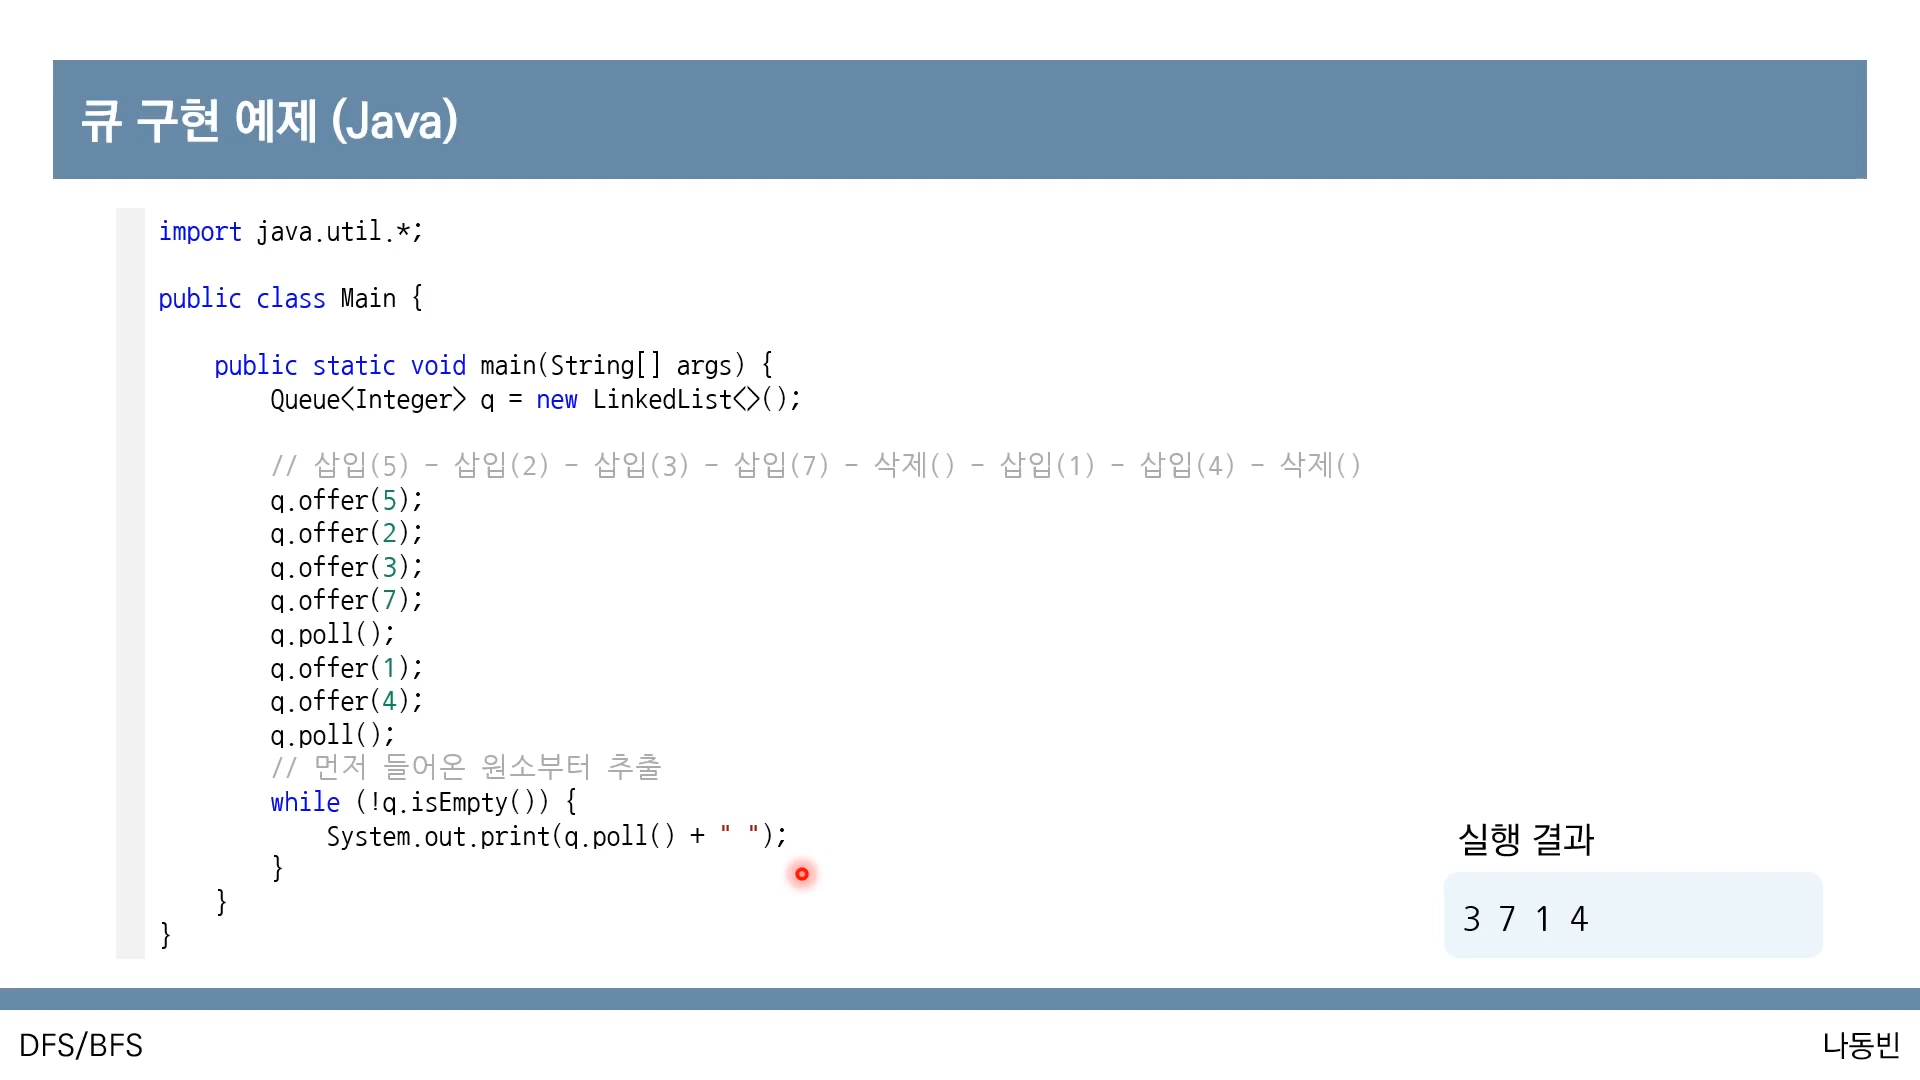 큐 구현 예제 (Java)
import java.util.*;
public class Main {
public static void main(String[] args) {
Queue<Integer> q = new LinkedList<>();
// 삽입(5) - 삽입(2) - 삽입(3) - 삽입(7) - 삭제() - 삽입(1) - 삽입(4) - 삭제()
q.offer(5);
q.offer(2);
q.offer(3);
q.offer(7);
q.poll();
q.offer(1);
q.offer(4);
q.poll();
// 먼저 들어온 원소부터 추출
while (!q.isEmpty()) {
System.out.print(q.poll() + " ");
}
}
}
실행 결과
3 7 1 4
DFS/BFS
나동빈